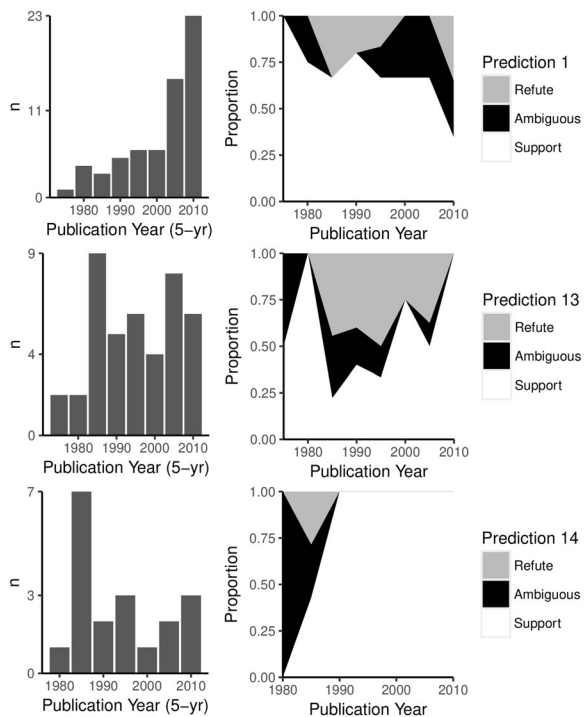 23
11
0
n
1980 1990 2000 2010
Publication Year (5−yr)
1.00
0.75
0.50
0.25
0.00
Proportion
1980 1990 2000 2010
Publication Year
Prediction 1
Refute
Ambiguous
Support
9
4
0
n
1980 1990 2000 2010
Publication Year (5−yr)
1.00
0.75
0.50
0.25
0.00
Proportion
1980 1990 2000 2010
Publication Year
Prediction 13
Refute
Ambiguous
Support
7
3
0
n
1980 1990 2000 2010
Publication Year (5−yr)
1.00
0.75
0.50
0.25
0.00
Proportion
1980 1990 2000 2010
Publication Year
Prediction 14
Refute
Ambiguous
Support